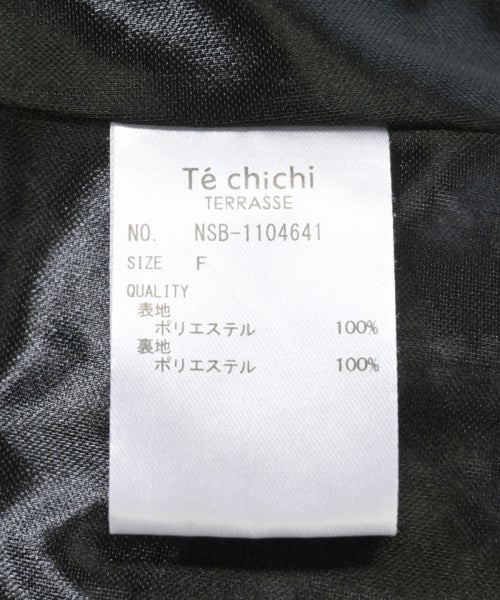 Té chichi
TERRASSE
NO. NSB-1104641
SIZE F
QUALITY
表地
ポリエステル 100%
裏地
ポリエステル 100%